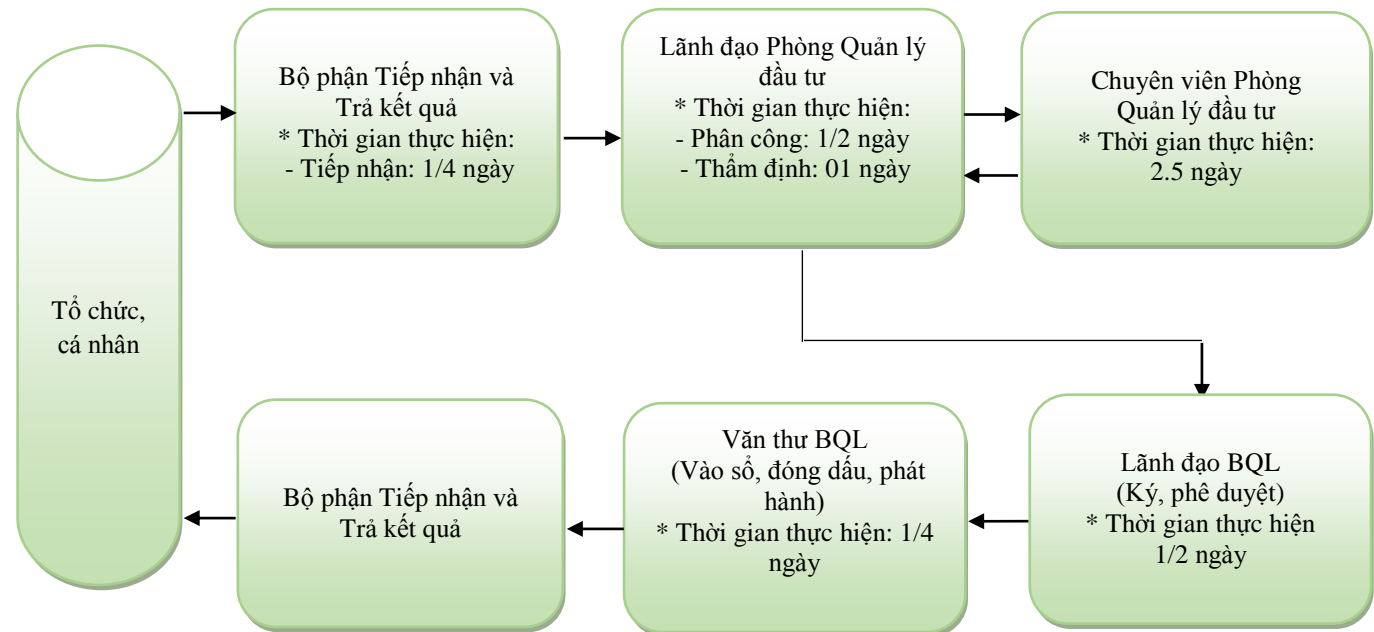 Tổ chức,
cá nhân
Bộ phận Tiếp nhận và
Trả kết quả
* Thời gian thực hiện:
- Tiếp nhận: 1/4 ngày
Lãnh đạo Phòng Quản lý
đầu tư
* Thời gian thực hiện:
- Phân công: 1/2 ngày
- Thẩm định: 01 ngày
Chuyên viên Phòng
Quản lý đầu tư
* Thời gian thực hiện:
2.5 ngày
Lãnh đạo BQL
(Ký, phê duyệt)
* Thời gian thực hiện
1/2 ngày
Văn thư BQL
(Vào sổ, đóng dấu, phát
hành)
* Thời gian thực hiện: 1/4
ngày
Bộ phận Tiếp nhận và
Trả kết quả